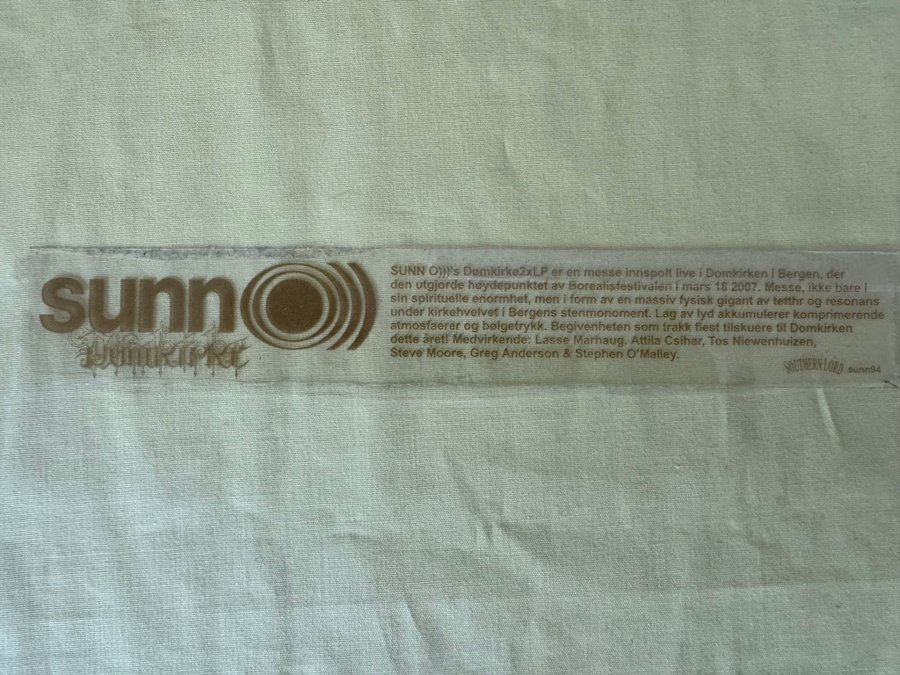 sunn O)))
Dømkirke
SUNN O)))'s Dømkirke2xLP er en messe innspolt live i Domkirken i Bergen, der
den utgjorde høydepunktet av Borealisfestivalen i mars 18 2007. Messe, ikke bare i
sin spirituelle enormhet, men i form av en massiv fysisk gigant av tetthr og resonans
under kirkehvelvet i Bergens stenmonoment. Lag av lyd akkumulerer komprimerende
atmosfaerer og bølgetrykk. Begivenheten som trakk flest tilskuere til Domkirken
dette året! Medvirkende: Lasse Marhaug. Attila Csihar, Tos Niewenhuizen,
Steve Moore, Greg Anderson & Stephen O'Malley.
SOUTHERN LORD sunn94